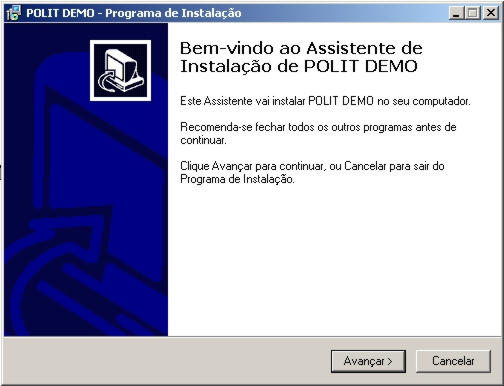 POLIT DEMO - Programa de Instalação
Bem-vindo ao Assistente de
Instalação de POLIT DEMO
Este Assistente vai instalar POLIT DEMO no seu computador.
Recomenda-se fechar todos os outros programas antes de
continuar.
Clique Avançar para continuar, ou Cancelar para sair do
Programa de Instalação.
Avançar >
Cancelar